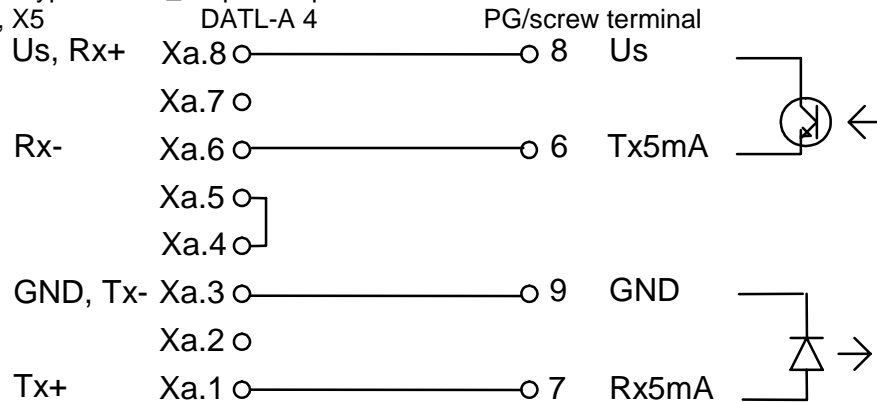 , X5 DATL-A 4 PG/screw terminal
Us, Rx+ Xa.8 8 Us
Xa.7
Rx- Xa.6 6 Tx5mA
Xa.5
Xa.4
GND, Tx- Xa.3 9 GND
Xa.2
Tx+ Xa.1 7 Rx5mA